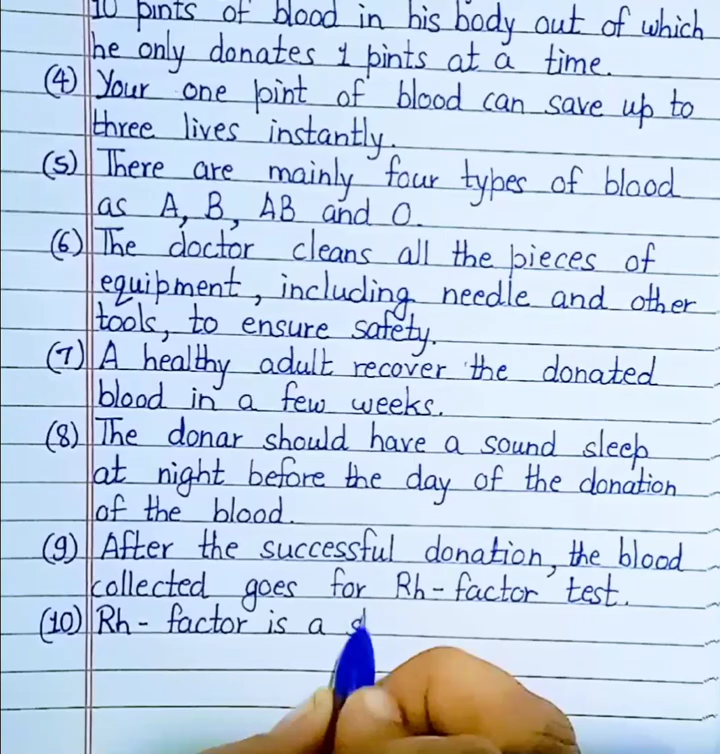 10 pints of blood in his body out of which
he only donates 1 pints at a time.
(4) Your one pint of blood can save up to
three lives instantly.
(5) There are mainly four types of blood
as A, B, AB and O.
(6) The doctor cleans all the pieces of
equipment, including needle and other
tools, to ensure safety.
(7) A healthy adult recover the donated
blood in a few weeks.
(8) The donar should have a sound sleep
at night before the day of the donation
of the blood.
(9) After the successful donation, the blood
collected goes for Rh-factor test.
(10) Rh- factor is a